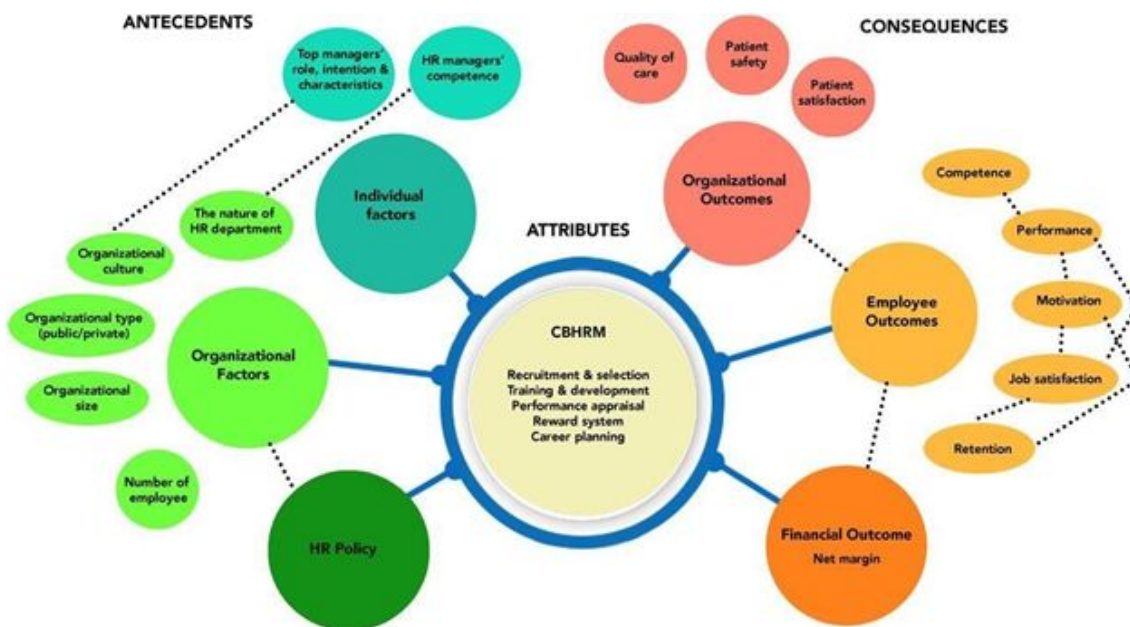 ANTECEDENTS
CONSEQUENCES
Top managers'
role, intention &
characteristics
HR managers'
competence
Quality of
care
Patient
safety
Patient
satisfaction
Individual
factors
Organizational
Outcomes
Competence
The nature of
HR department
ATTRIBUTES
Performance
Organizational
culture
Employee
Outcomes
Motivation
Organizational type
(public/private)
CBHRM
Recruitment & selection
Training & development
Performance appraisal
Reward system
Career planning
Organizational
Factors
Job satisfaction
Organizational
size
Retention
Number of
employee
HR Policy
Financial Outcome
Net margin